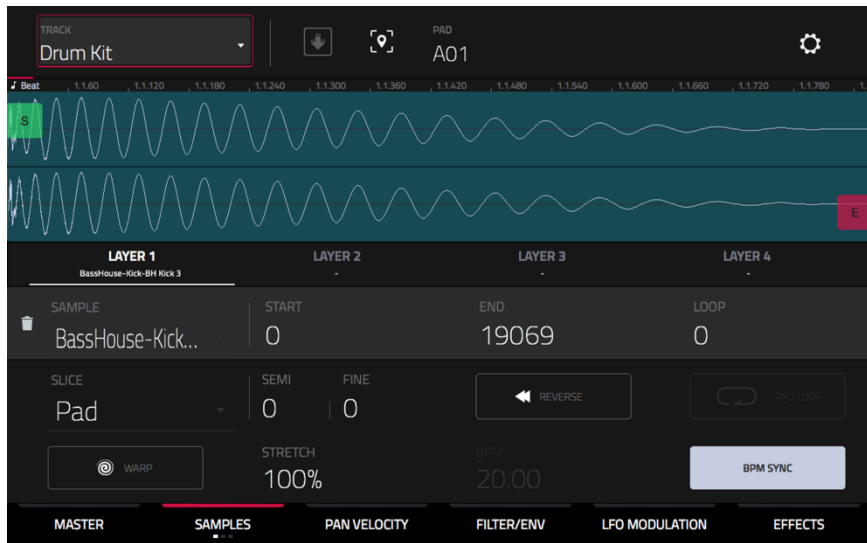 TRACK
Drum Kit
PAD
A01
Beat 1.1.60 1.1.120 1.1.180 1.1.240 1.1.300 1.1.360 1.1.420 1.1.480 1.1.540 1.1.600 1.1.660 1.1.720 1.1.780 1.
S
E
LAYER 1 LAYER 2 LAYER 3 LAYER 4
BassHouse-Kick-BH Kick 3 - - -
SAMPLE START END LOOP
BassHouse-Kick... 0 19069 0
SLICE SEMI FINE
Pad 0 0
REVERSE PAD LOOP
WARP
STRETCH BPM
100% 20.00
BPM SYNC
MASTER SAMPLES PAN VELOCITY FILTER/ENV LFO MODULATION EFFECTS